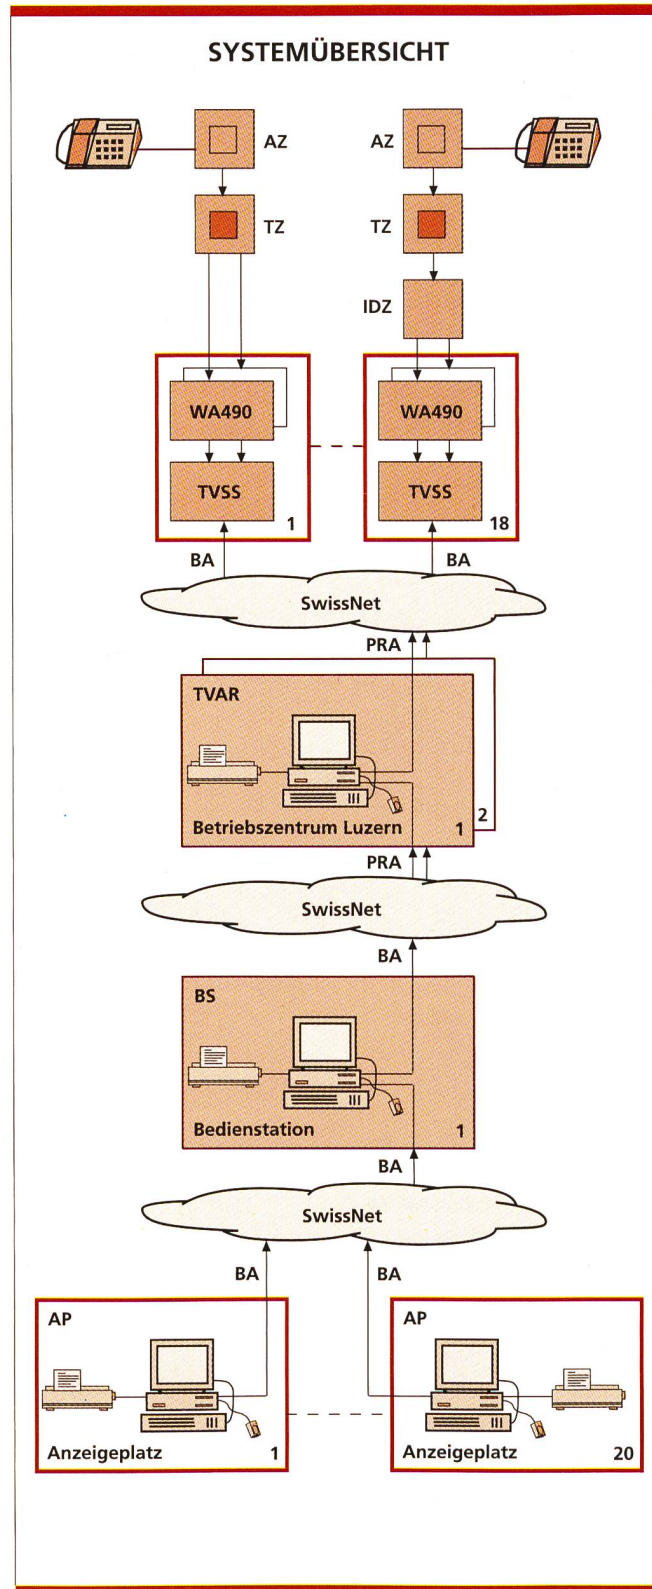 SYSTEMÜBERSICHT
AZ
AZ
TZ
TZ
IDZ
WA490
WA490
TVSS
TVSS
1
18
BA
BA
SwissNet
PRA
TVAR
Betriebszentrum Luzern
1
2
PRA
SwissNet
BA
BS
Bedienstation
1
BA
SwissNet
BA
BA
AP
AP
Anzeigeplatz
1
Anzeigeplatz
20